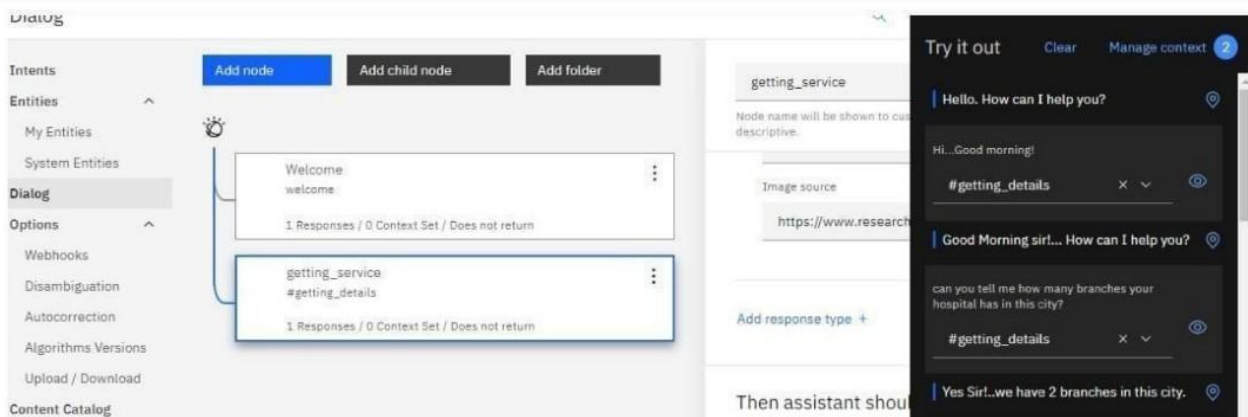 Dialog
Intents
Entities
My Entities
System Entities
Dialog
Options
Webhooks
Disambiguation
Autocorrection
Algorithms Versions
Upload / Download
Content Catalog
Add node
Add child node
Add folder
Welcome
welcome
1 Responses / 0 Context Set / Does not return
getting_service
#getting_details
1 Responses / 0 Context Set / Does not return
getting_service
Node name will be shown to cus
descriptive.
Image source
https://www.research
Add response type +
Then assistant shoul
Try it out
Clear
Manage context 2
Hello. How can I help you?
Hi...Good morning!
#getting_details
Good Morning sir!... How can I help you?
can you tell me how many branches your
hospital has in this city?
#getting_details
Yes Sir!..we have 2 branches in this city.